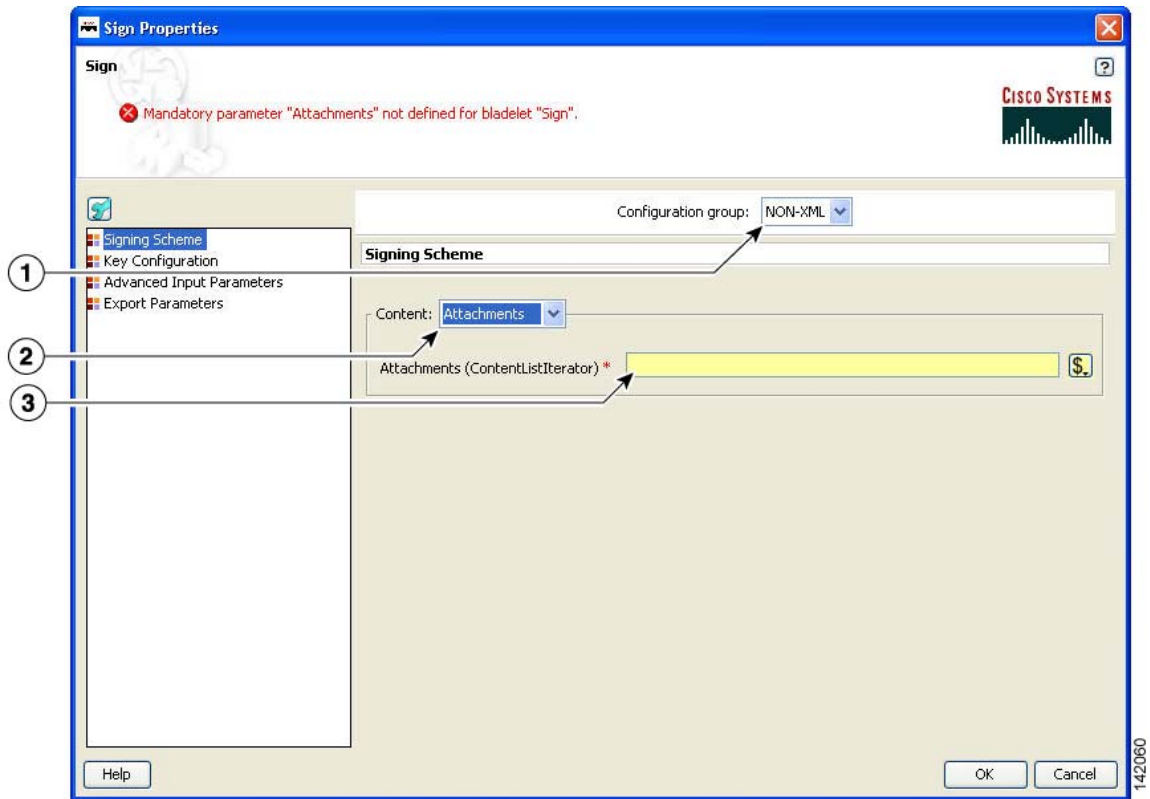 Sign Properties
Sign
Mandatory parameter "Attachments" not defined for bladelet "Sign".
CISCO SYSTEMS
Configuration group: NON-XML
Signing Scheme
Key Configuration
Advanced Input Parameters
Export Parameters
Signing Scheme
Content: Attachments
Attachments (ContentListIterator) *
1
2
3
Help
OK
Cancel
142060